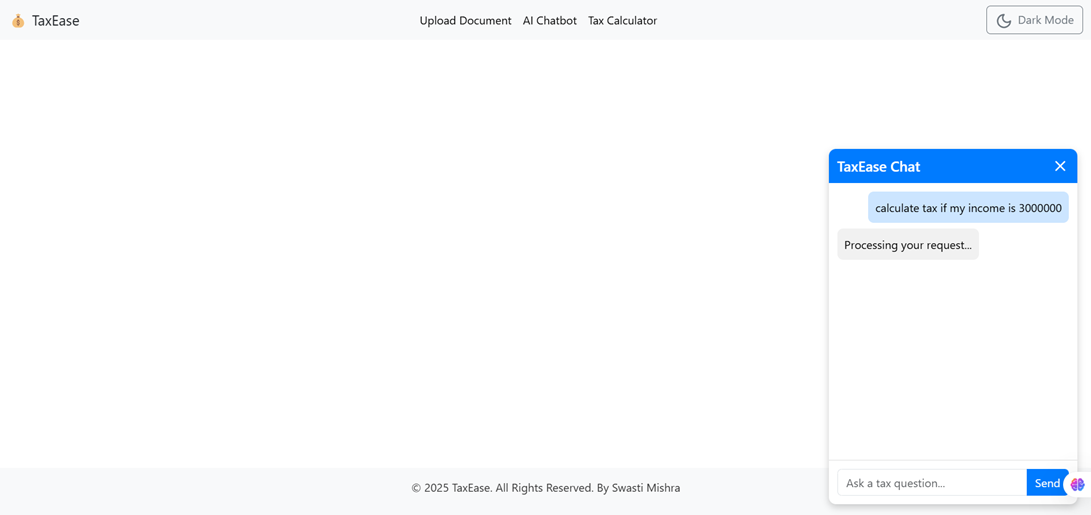 TaxEase
Upload Document
AI Chatbot
Tax Calculator
Dark Mode
TaxEase Chat
calculate tax if my income is 3000000
Processing your request...
Ask a tax question...
Send
© 2025 TaxEase. All Rights Reserved. By Swasti Mishra